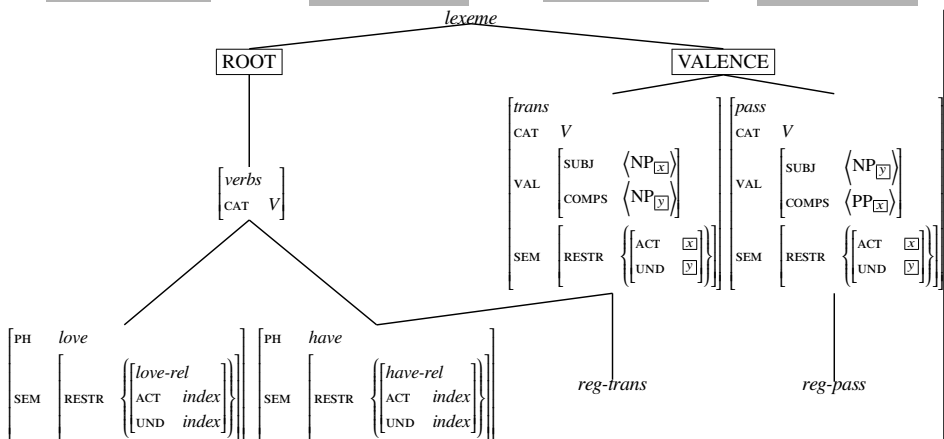 lexeme
ROOT VALENCE
trans
CAT V
VAL SUBJ ⟨NP x⟩
COMPS ⟨NP y⟩
SEM RESTR { ACT x
UND y }
pass
CAT V
VAL SUBJ ⟨NP y⟩
COMPS ⟨PP x⟩
SEM RESTR { ACT x
UND y }
verbs
CAT V
PH love
SEM RESTR { love-rel
ACT index
UND index }
PH have
SEM RESTR { have-rel
ACT index
UND index }
reg-trans
reg-pass